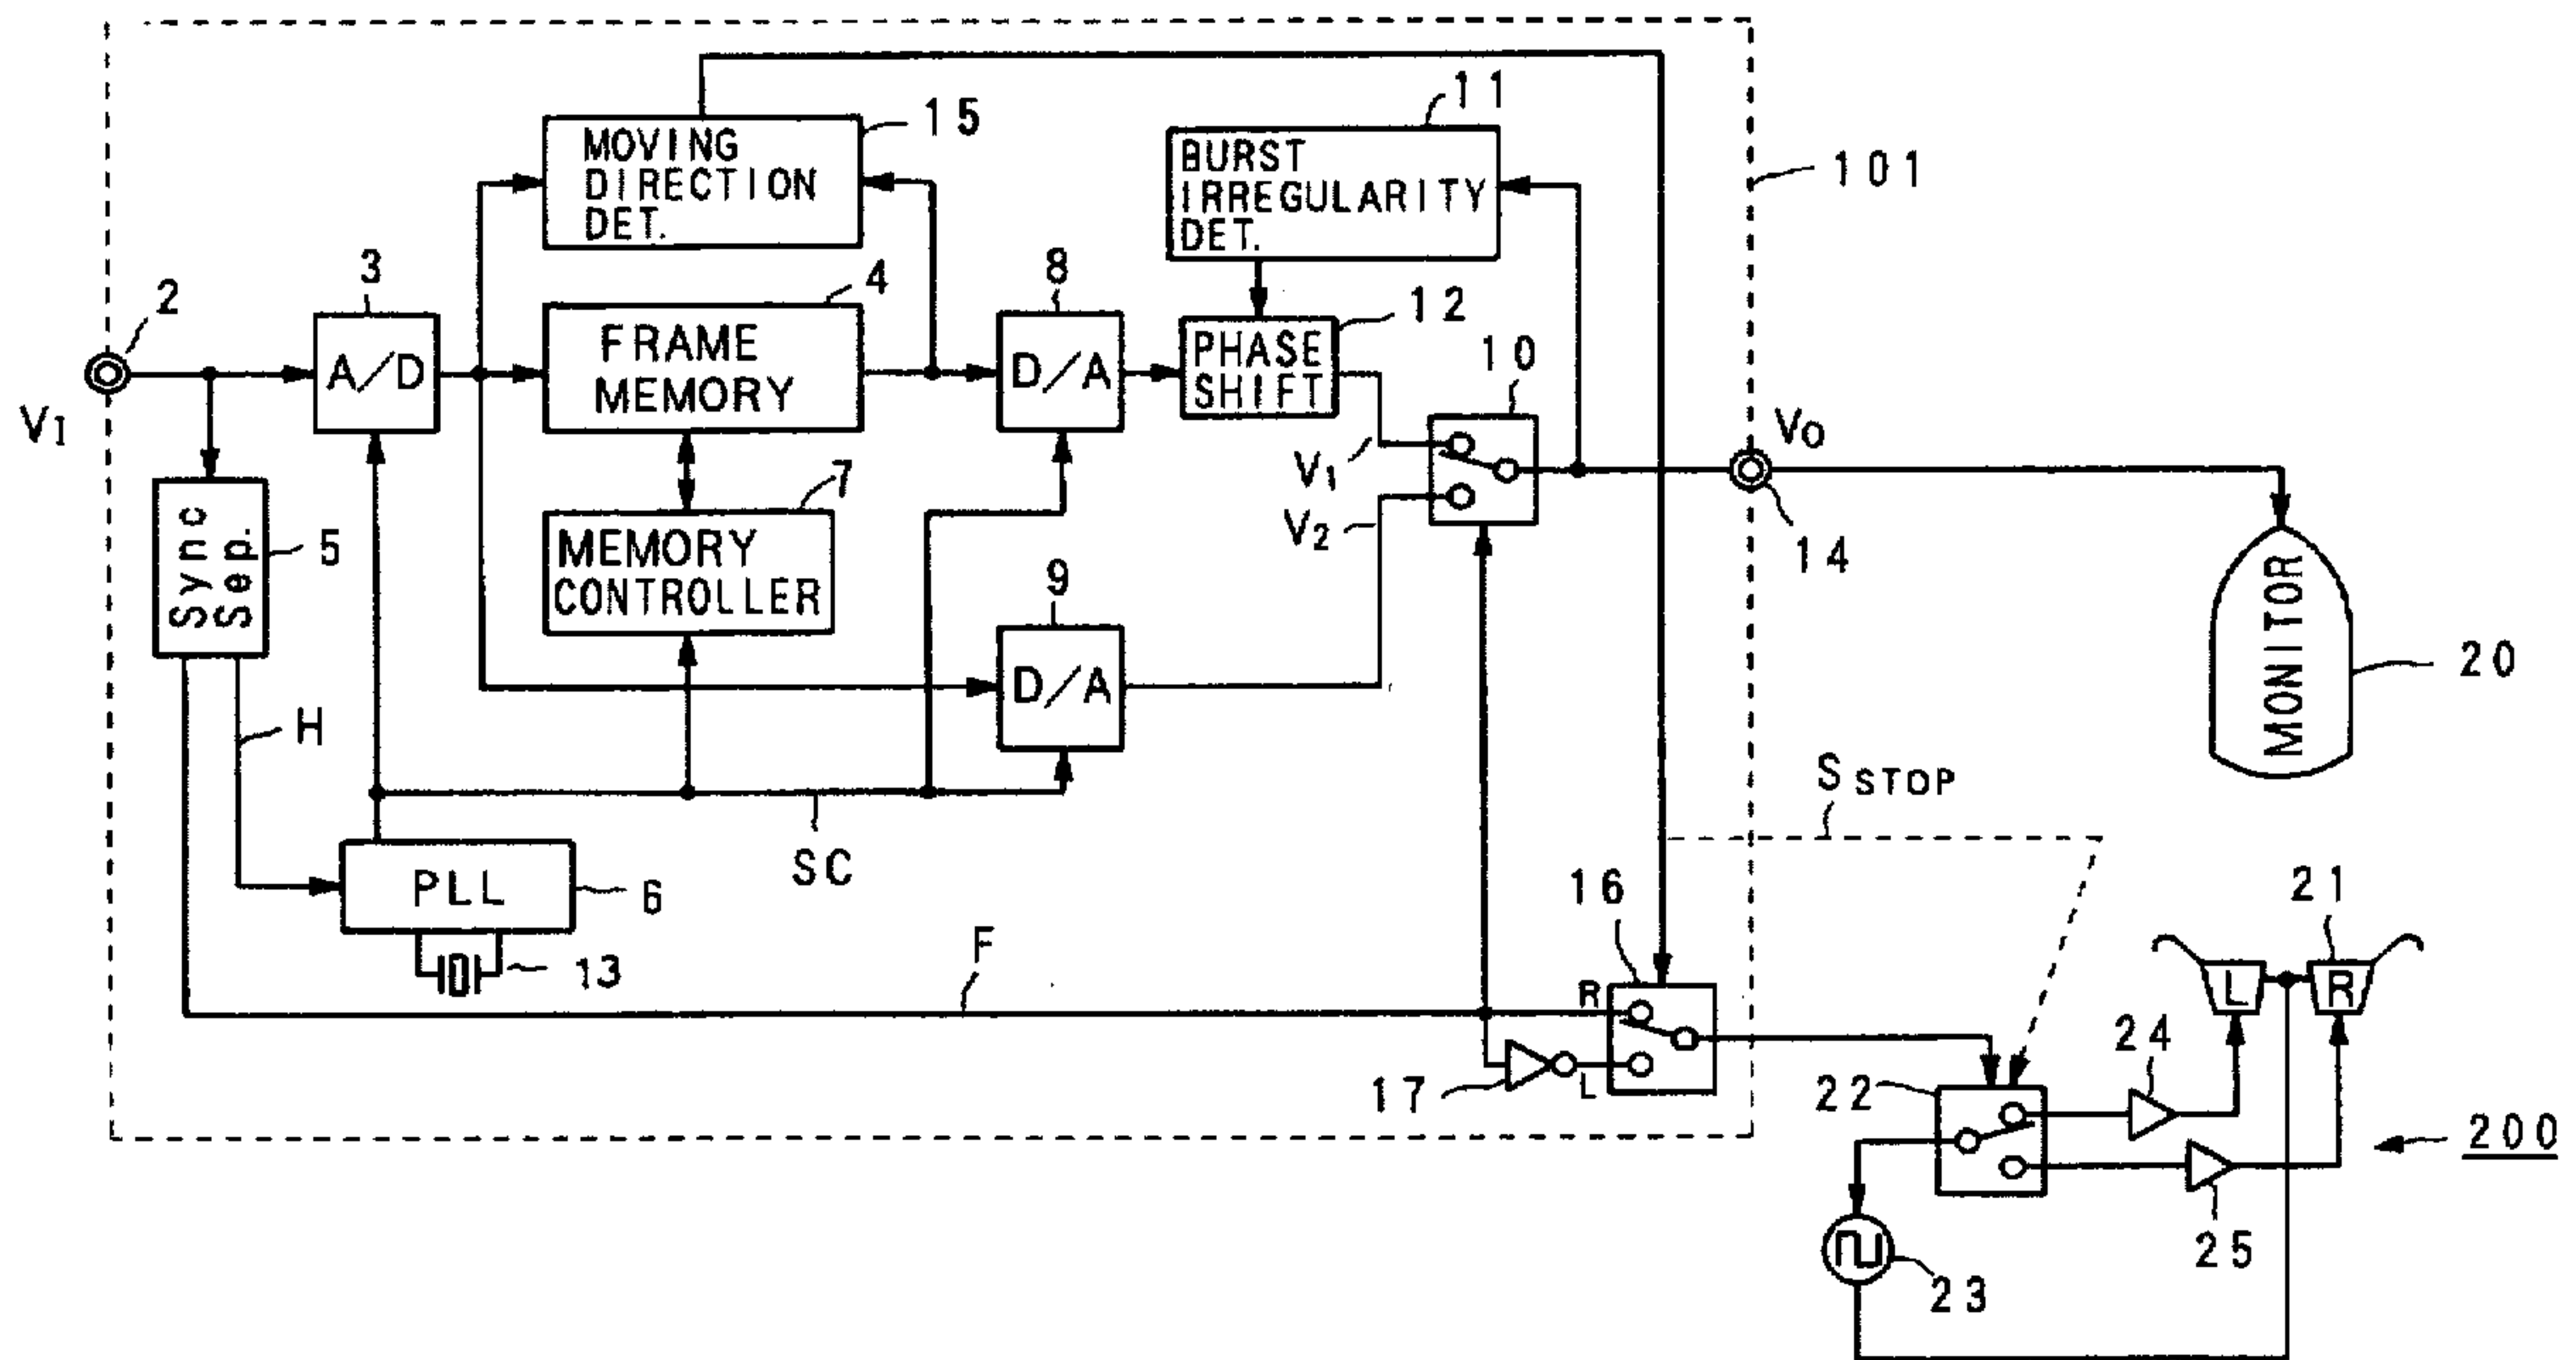 15
MOVING
DIRECTION
DET.
11
BURST
IRREGULARITY
DET.
101
2
3
A/D
4
FRAME
MEMORY
8
D/A
12
PHASE
SHIFT
10
VI
V1
V2
VO
14
Sync
Sep.
5
7
MEMORY
CONTROLLER
9
D/A
MONITOR
20
H
SC
SSTOP
PLL
6
13
F
16
R
L
17
21
L
R
22
24
25
23
200